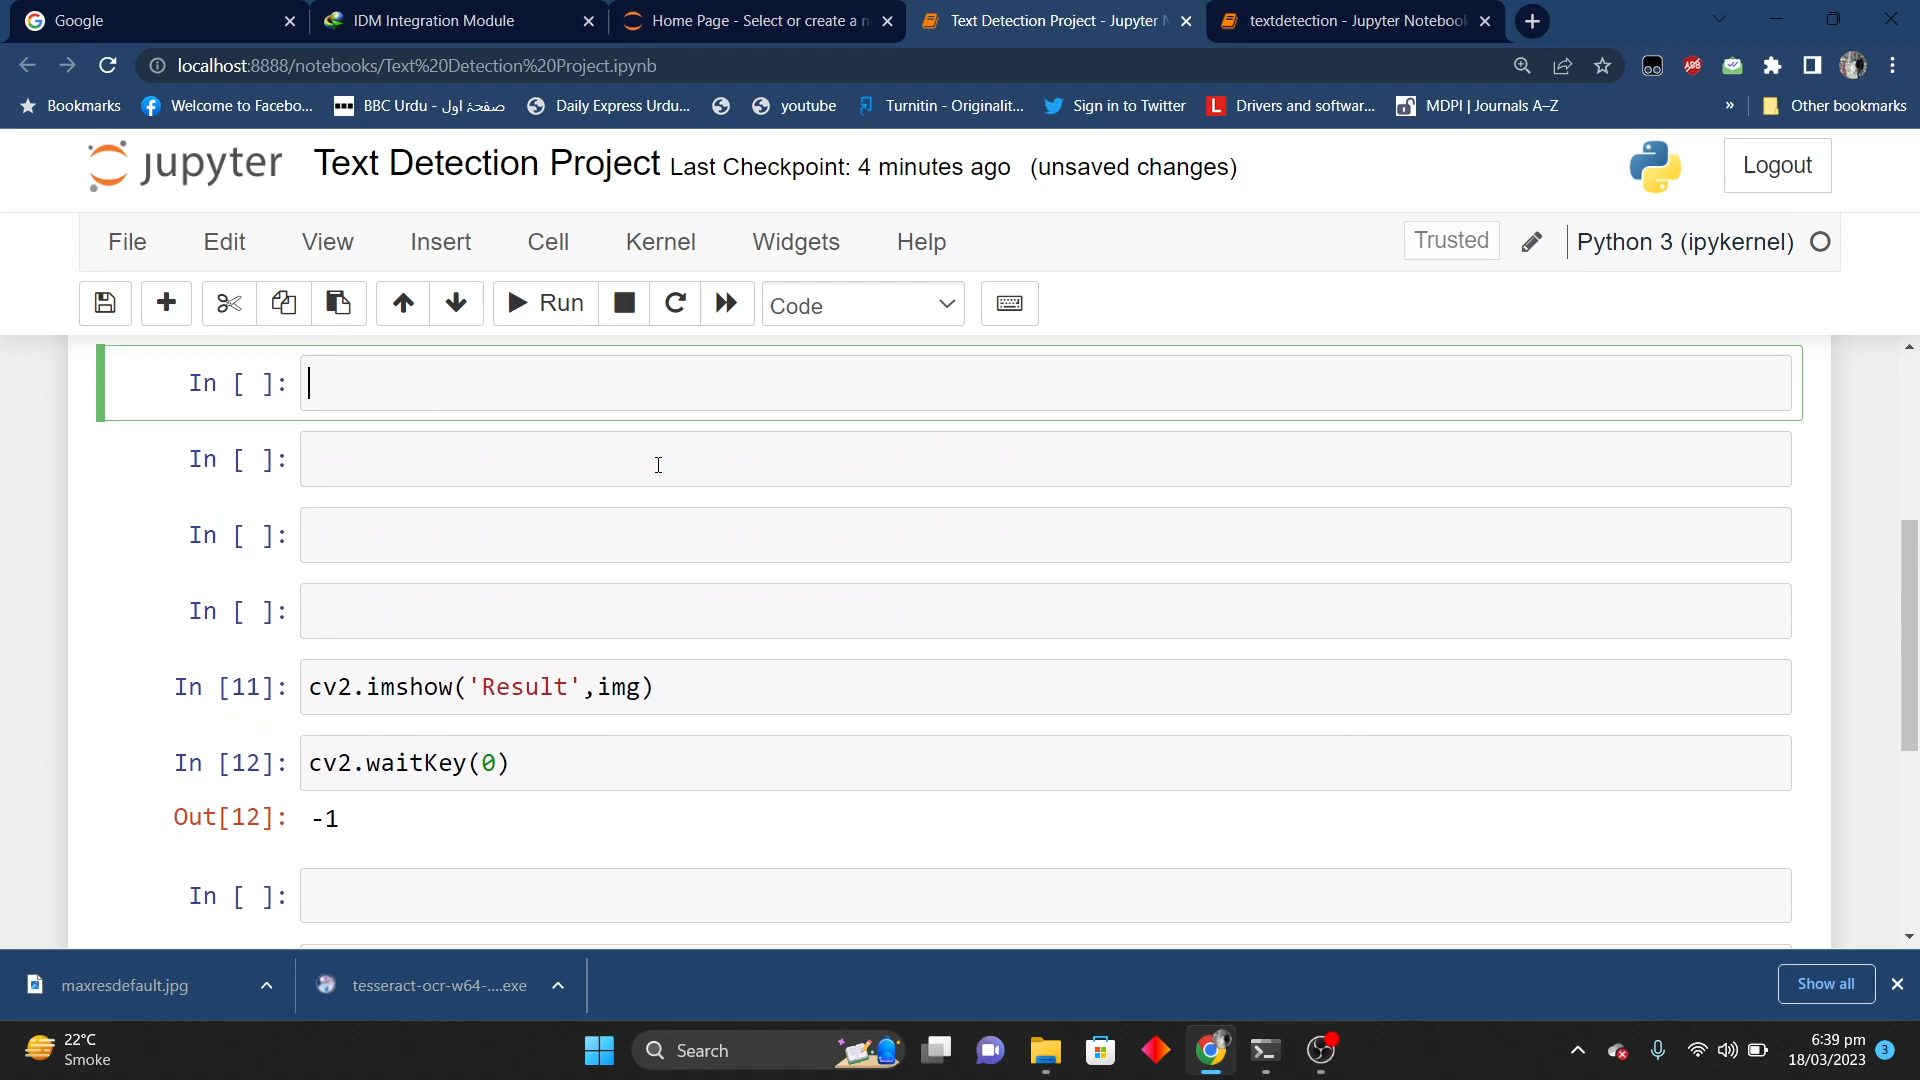 Google
IDM Integration Module
Home Page - Select or create a n
Text Detection Project - Jupyter N
textdetection - Jupyter Notebook
localhost:8888/notebooks/Text%20Detection%20Project.ipynb
Bookmarks
Welcome to Facebo...
BBC Urdu - صفحۂ اول
Daily Express Urdu...
youtube
Turnitin - Originalit...
Sign in to Twitter
Drivers and softwar...
MDPI | Journals A–Z
»
Other bookmarks
jupyter
Text Detection Project Last Checkpoint: 4 minutes ago (unsaved changes)
Logout
File
Edit
View
Insert
Cell
Kernel
Widgets
Help
Trusted
Python 3 (ipykernel)
Run
Code
In [ ]:
In [ ]:
In [ ]:
In [ ]:
In [11]: cv2.imshow('Result',img)
In [12]: cv2.waitKey(0)
Out[12]: -1
In [ ]:
maxresdefault.jpg
tesseract-ocr-w64-....exe
Show all
22°C
Smoke
Search
6:39 pm
18/03/2023
3